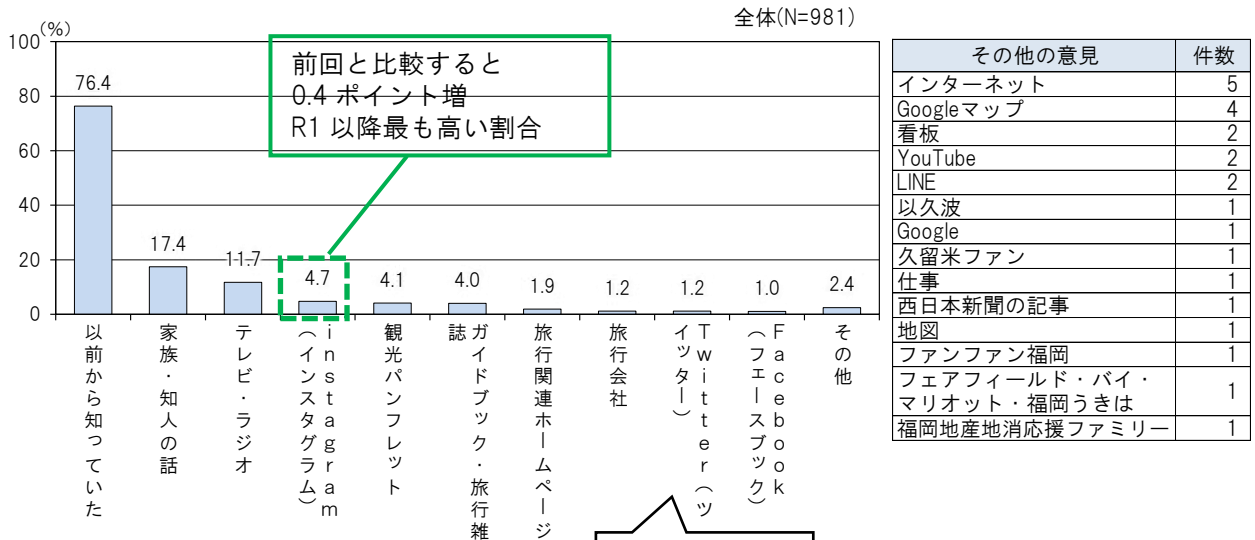 全体(N=981)
(%)
100
80
60
40
20
0
前回と比較すると
0.4 ポイント増
R1 以降最も高い割合
76.4
17.4
11.7
4.7
4.1
4.0
1.9
1.2
1.2
1.0
2.4
以前から知っていた
家族・知人の話
テレビ・ラジオ
instagram
（インスタグラム）
観光パンフレット
ガイドブック・旅行雑
誌
旅行関連ホームページ
旅行会社
Twitter（ツ
イッター）
Facebook
（フェースブック）
その他
その他の意見 件数
インターネット 5
Googleマップ 4
看板 2
YouTube 2
LINE 2
以久波 1
Google 1
久留米ファン 1
仕事 1
西日本新聞の記事 1
地図 1
ファンファン福岡 1
フェアフィールド・バイ・
マリオット・福岡うきは 1
福岡地産地消応援ファミリー 1